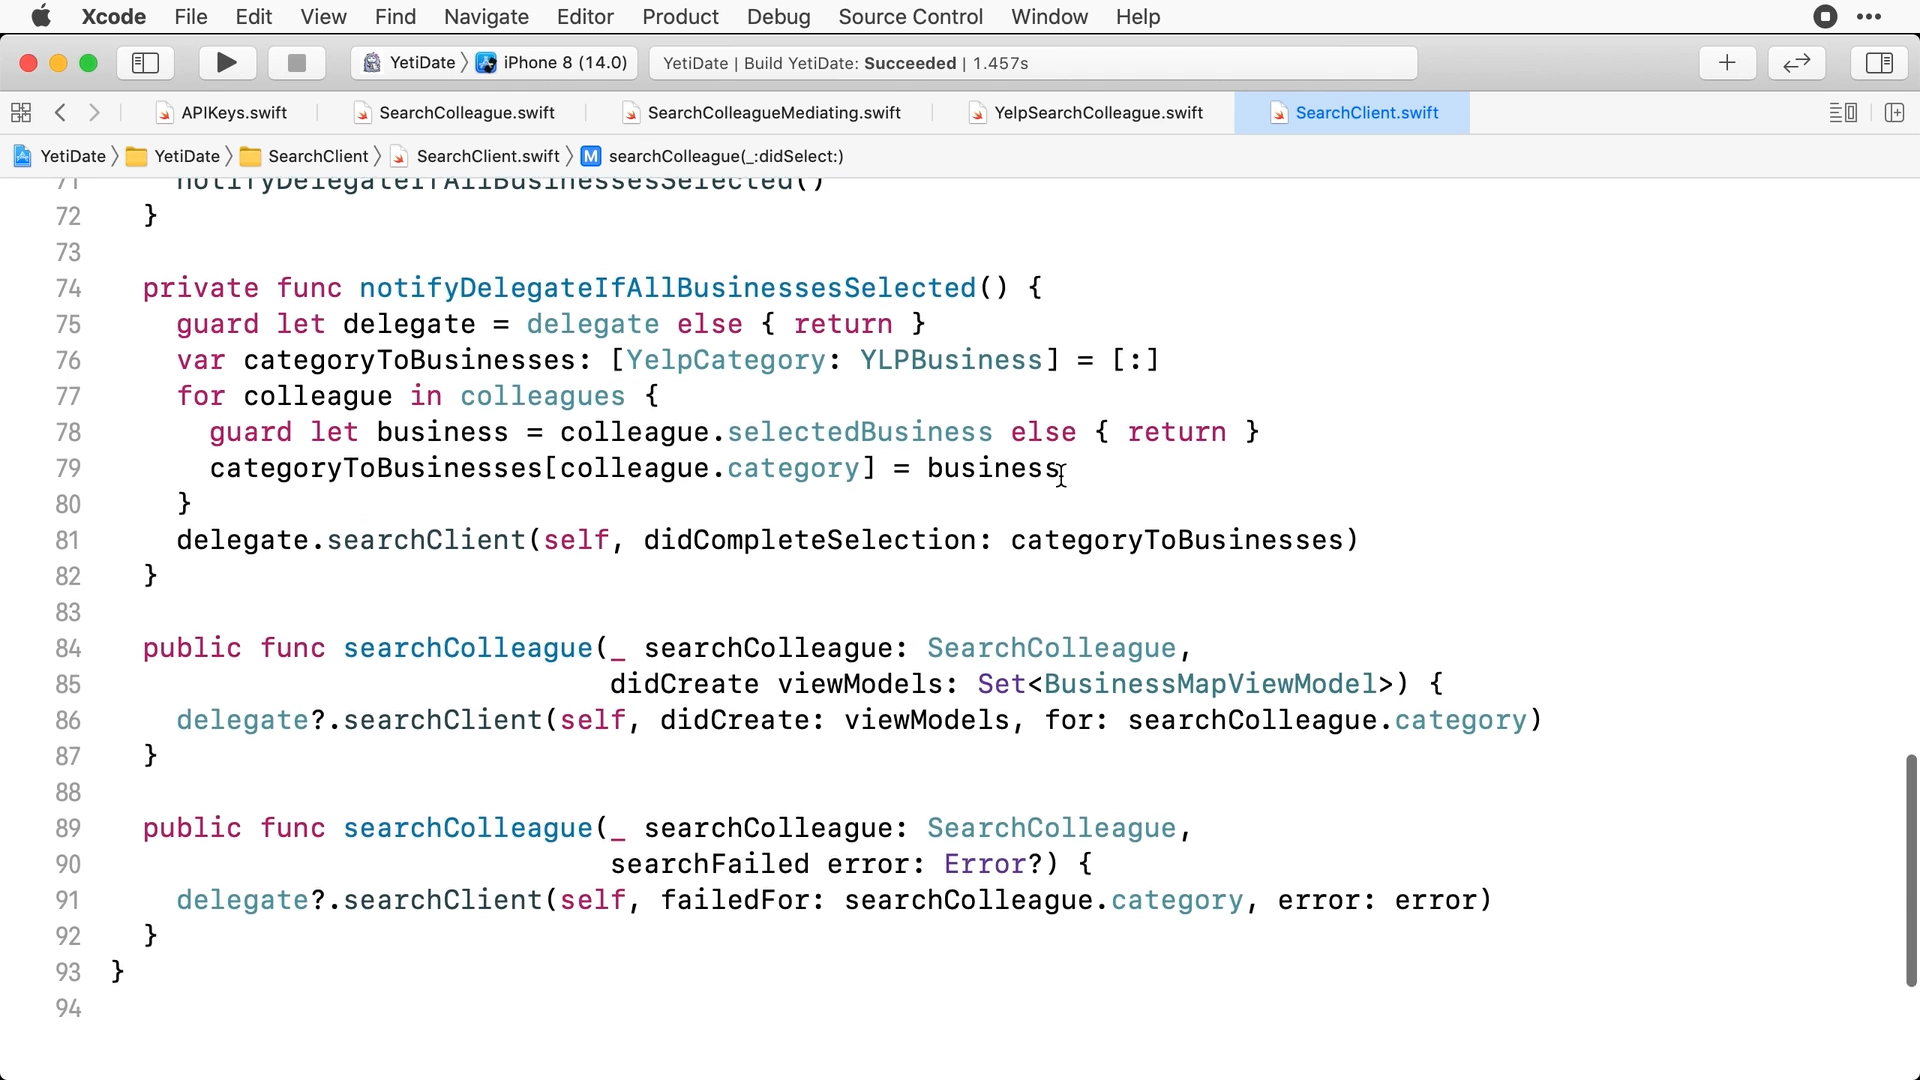 Xcode File Edit View Find Navigate Editor Product Debug Source Control Window Help
YetiDate 〉 iPhone 8 (14.0) YetiDate | Build YetiDate: Succeeded | 1.457s
APIKeys.swift SearchColleague.swift SearchColleagueMediating.swift YelpSearchColleague.swift SearchClient.swift
YetiDate 〉 YetiDate 〉 SearchClient 〉 SearchClient.swift 〉 M searchColleague(_:didSelect:)
71 notifyDelegateIfAllBusinessesSelected()
72 }
73
74 private func notifyDelegateIfAllBusinessesSelected() {
75 guard let delegate = delegate else { return }
76 var categoryToBusinesses: [YelpCategory: YLPBusiness] = [:]
77 for colleague in colleagues {
78 guard let business = colleague.selectedBusiness else { return }
79 categoryToBusinesses[colleague.category] = business
80 }
81 delegate.searchClient(self, didCompleteSelection: categoryToBusinesses)
82 }
83
84 public func searchColleague(_ searchColleague: SearchColleague,
85 didCreate viewModels: Set<BusinessMapViewModel>) {
86 delegate?.searchClient(self, didCreate: viewModels, for: searchColleague.category)
87 }
88
89 public func searchColleague(_ searchColleague: SearchColleague,
90 searchFailed error: Error?) {
91 delegate?.searchClient(self, failedFor: searchColleague.category, error: error)
92 }
93 }
94